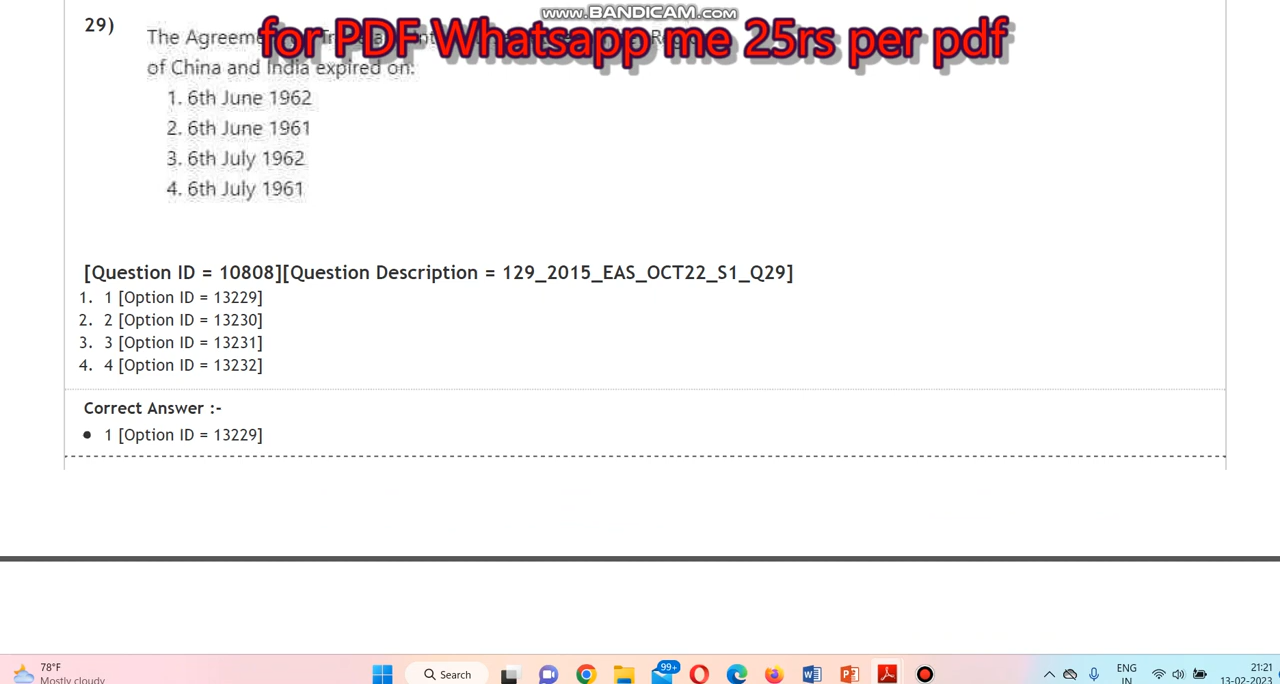 www.BANDICAM.com
for PDF Whatsapp me 25rs per pdf
29)
The Agreeme
of China and India expired on:
1. 6th June 1962
2. 6th June 1961
3. 6th July 1962
4. 6th July 1961
[Question ID = 10808][Question Description = 129_2015_EAS_OCT22_S1_Q29]
1. 1 [Option ID = 13229]
2. 2 [Option ID = 13230]
3. 3 [Option ID = 13231]
4. 4 [Option ID = 13232]
Correct Answer :-
● 1 [Option ID = 13229]
78°F
Mostly cloudy
Search
99+
ENG
IN
21:21
13-02-2023